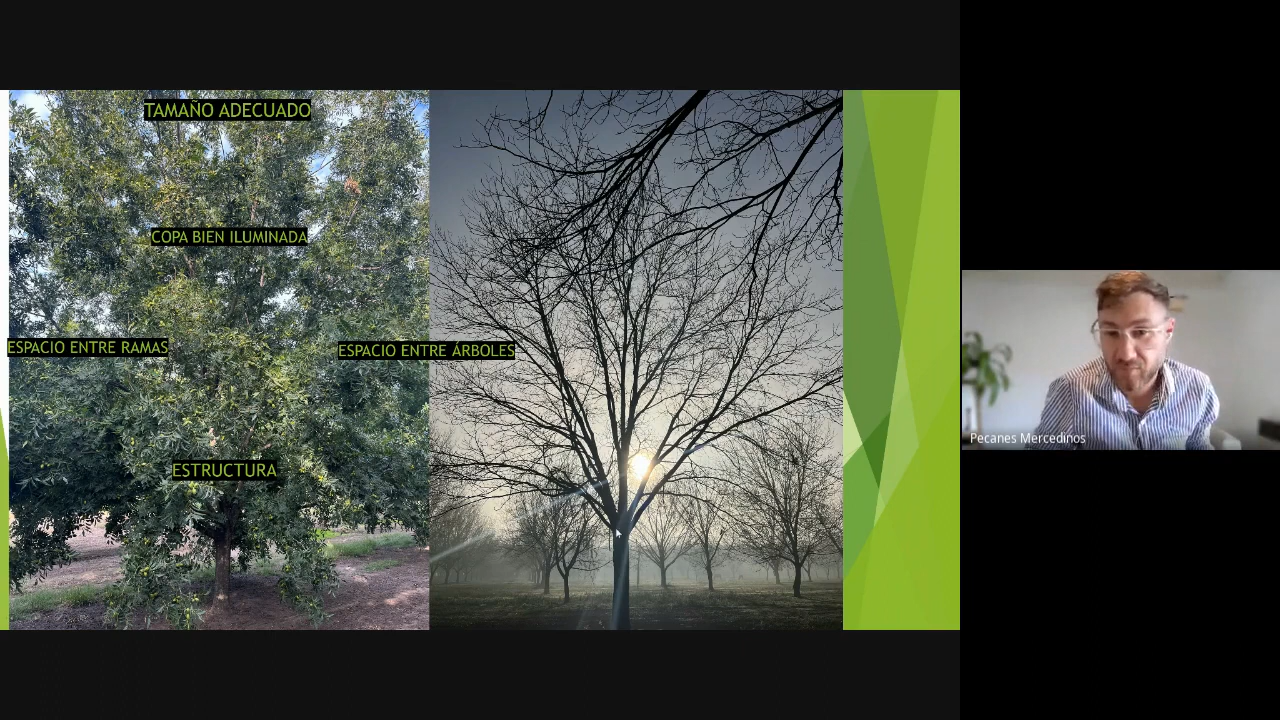 TAMAÑO ADECUADO
COPA BIEN ILUMINADA
ESPACIO ENTRE RAMAS
ESPACIO ENTRE ÁRBOLES
ESTRUCTURA
Pecanes Mercedinos